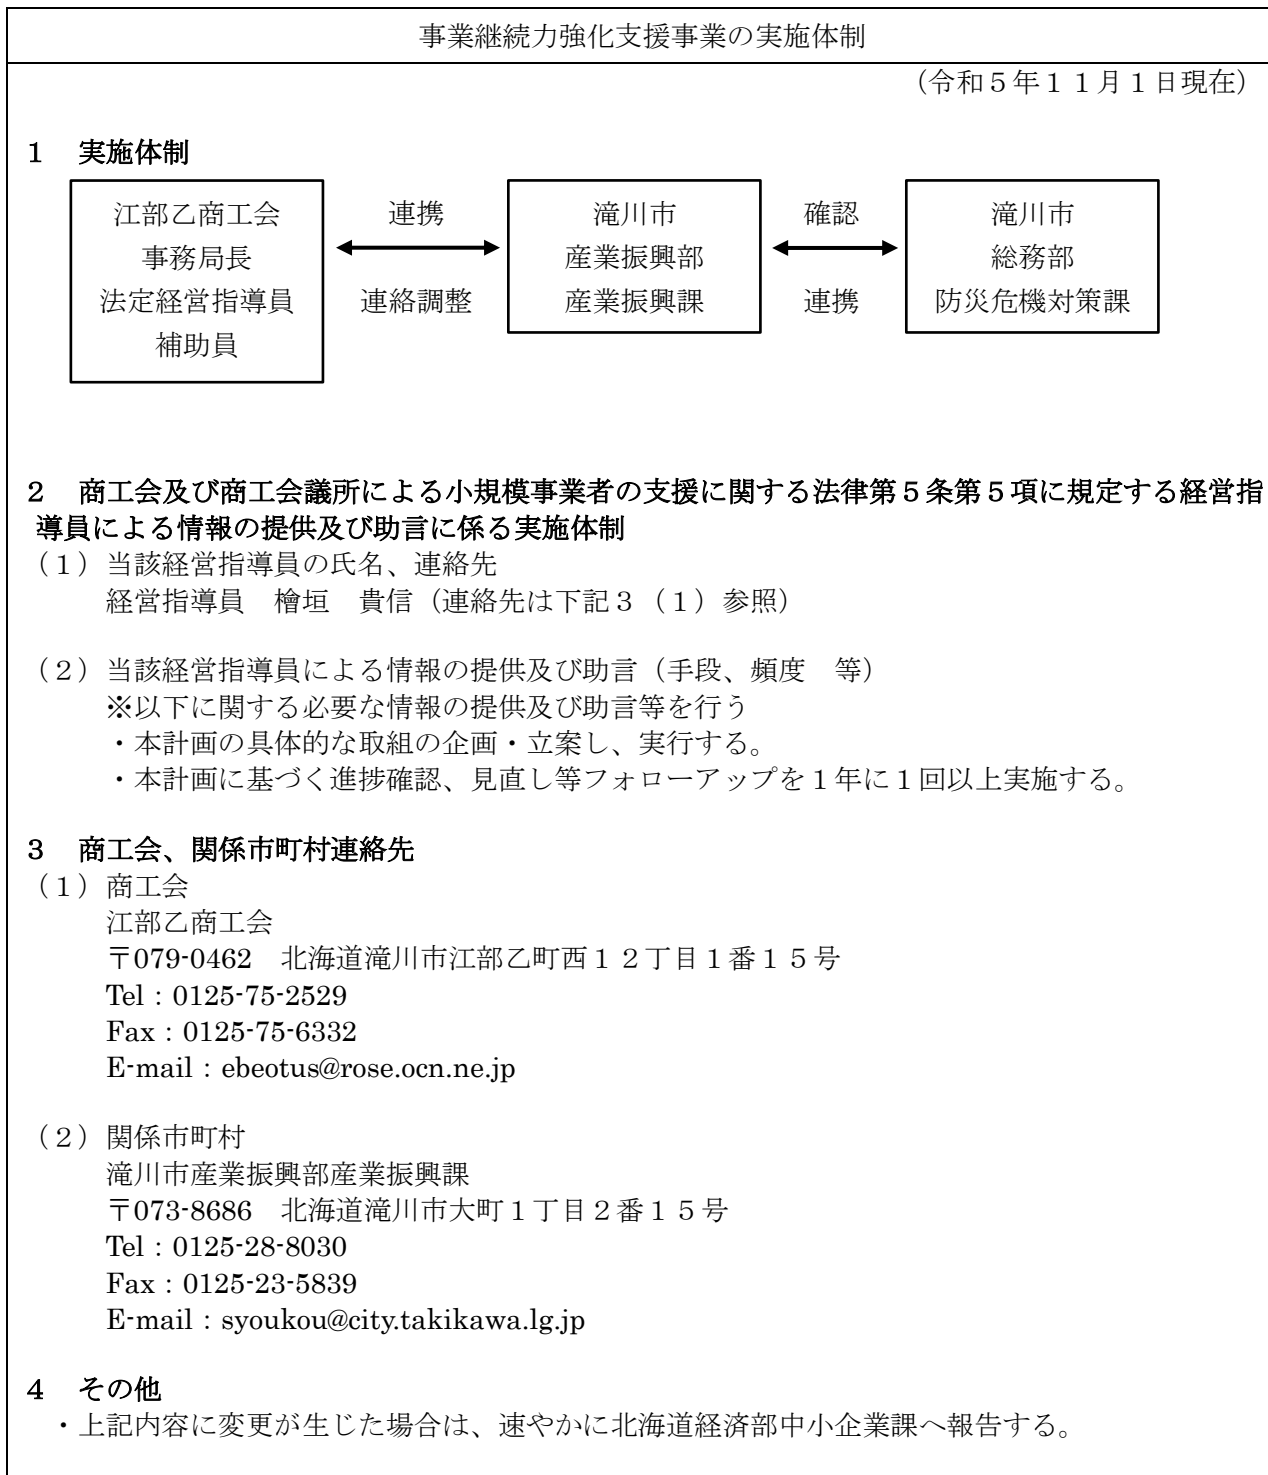 事業継続力強化支援事業の実施体制
（令和５年１１月１日現在）
１　実施体制
江部乙商工会
事務局長
法定経営指導員
補助員
連携
連絡調整
滝川市
産業振興部
産業振興課
確認
連携
滝川市
総務部
防災危機対策課
２　商工会及び商工会議所による小規模事業者の支援に関する法律第５条第５項に規定する経営指
導員による情報の提供及び助言に係る実施体制
（１）当該経営指導員の氏名、連絡先
経営指導員　檜垣　貴信（連絡先は下記３（１）参照）
（２）当該経営指導員による情報の提供及び助言（手段、頻度　等）
※以下に関する必要な情報の提供及び助言等を行う
・本計画の具体的な取組の企画・立案し、実行する。
・本計画に基づく進捗確認、見直し等フォローアップを１年に１回以上実施する。
３　商工会、関係市町村連絡先
（１）商工会
江部乙商工会
〒079-0462　北海道滝川市江部乙町西１２丁目１番１５号
Tel：0125-75-2529
Fax：0125-75-6332
E-mail：ebeotus@rose.ocn.ne.jp
（２）関係市町村
滝川市産業振興部産業振興課
〒073-8686　北海道滝川市大町１丁目２番１５号
Tel：0125-28-8030
Fax：0125-23-5839
E-mail：syoukou@city.takikawa.lg.jp
４　その他
・上記内容に変更が生じた場合は、速やかに北海道経済部中小企業課へ報告する。